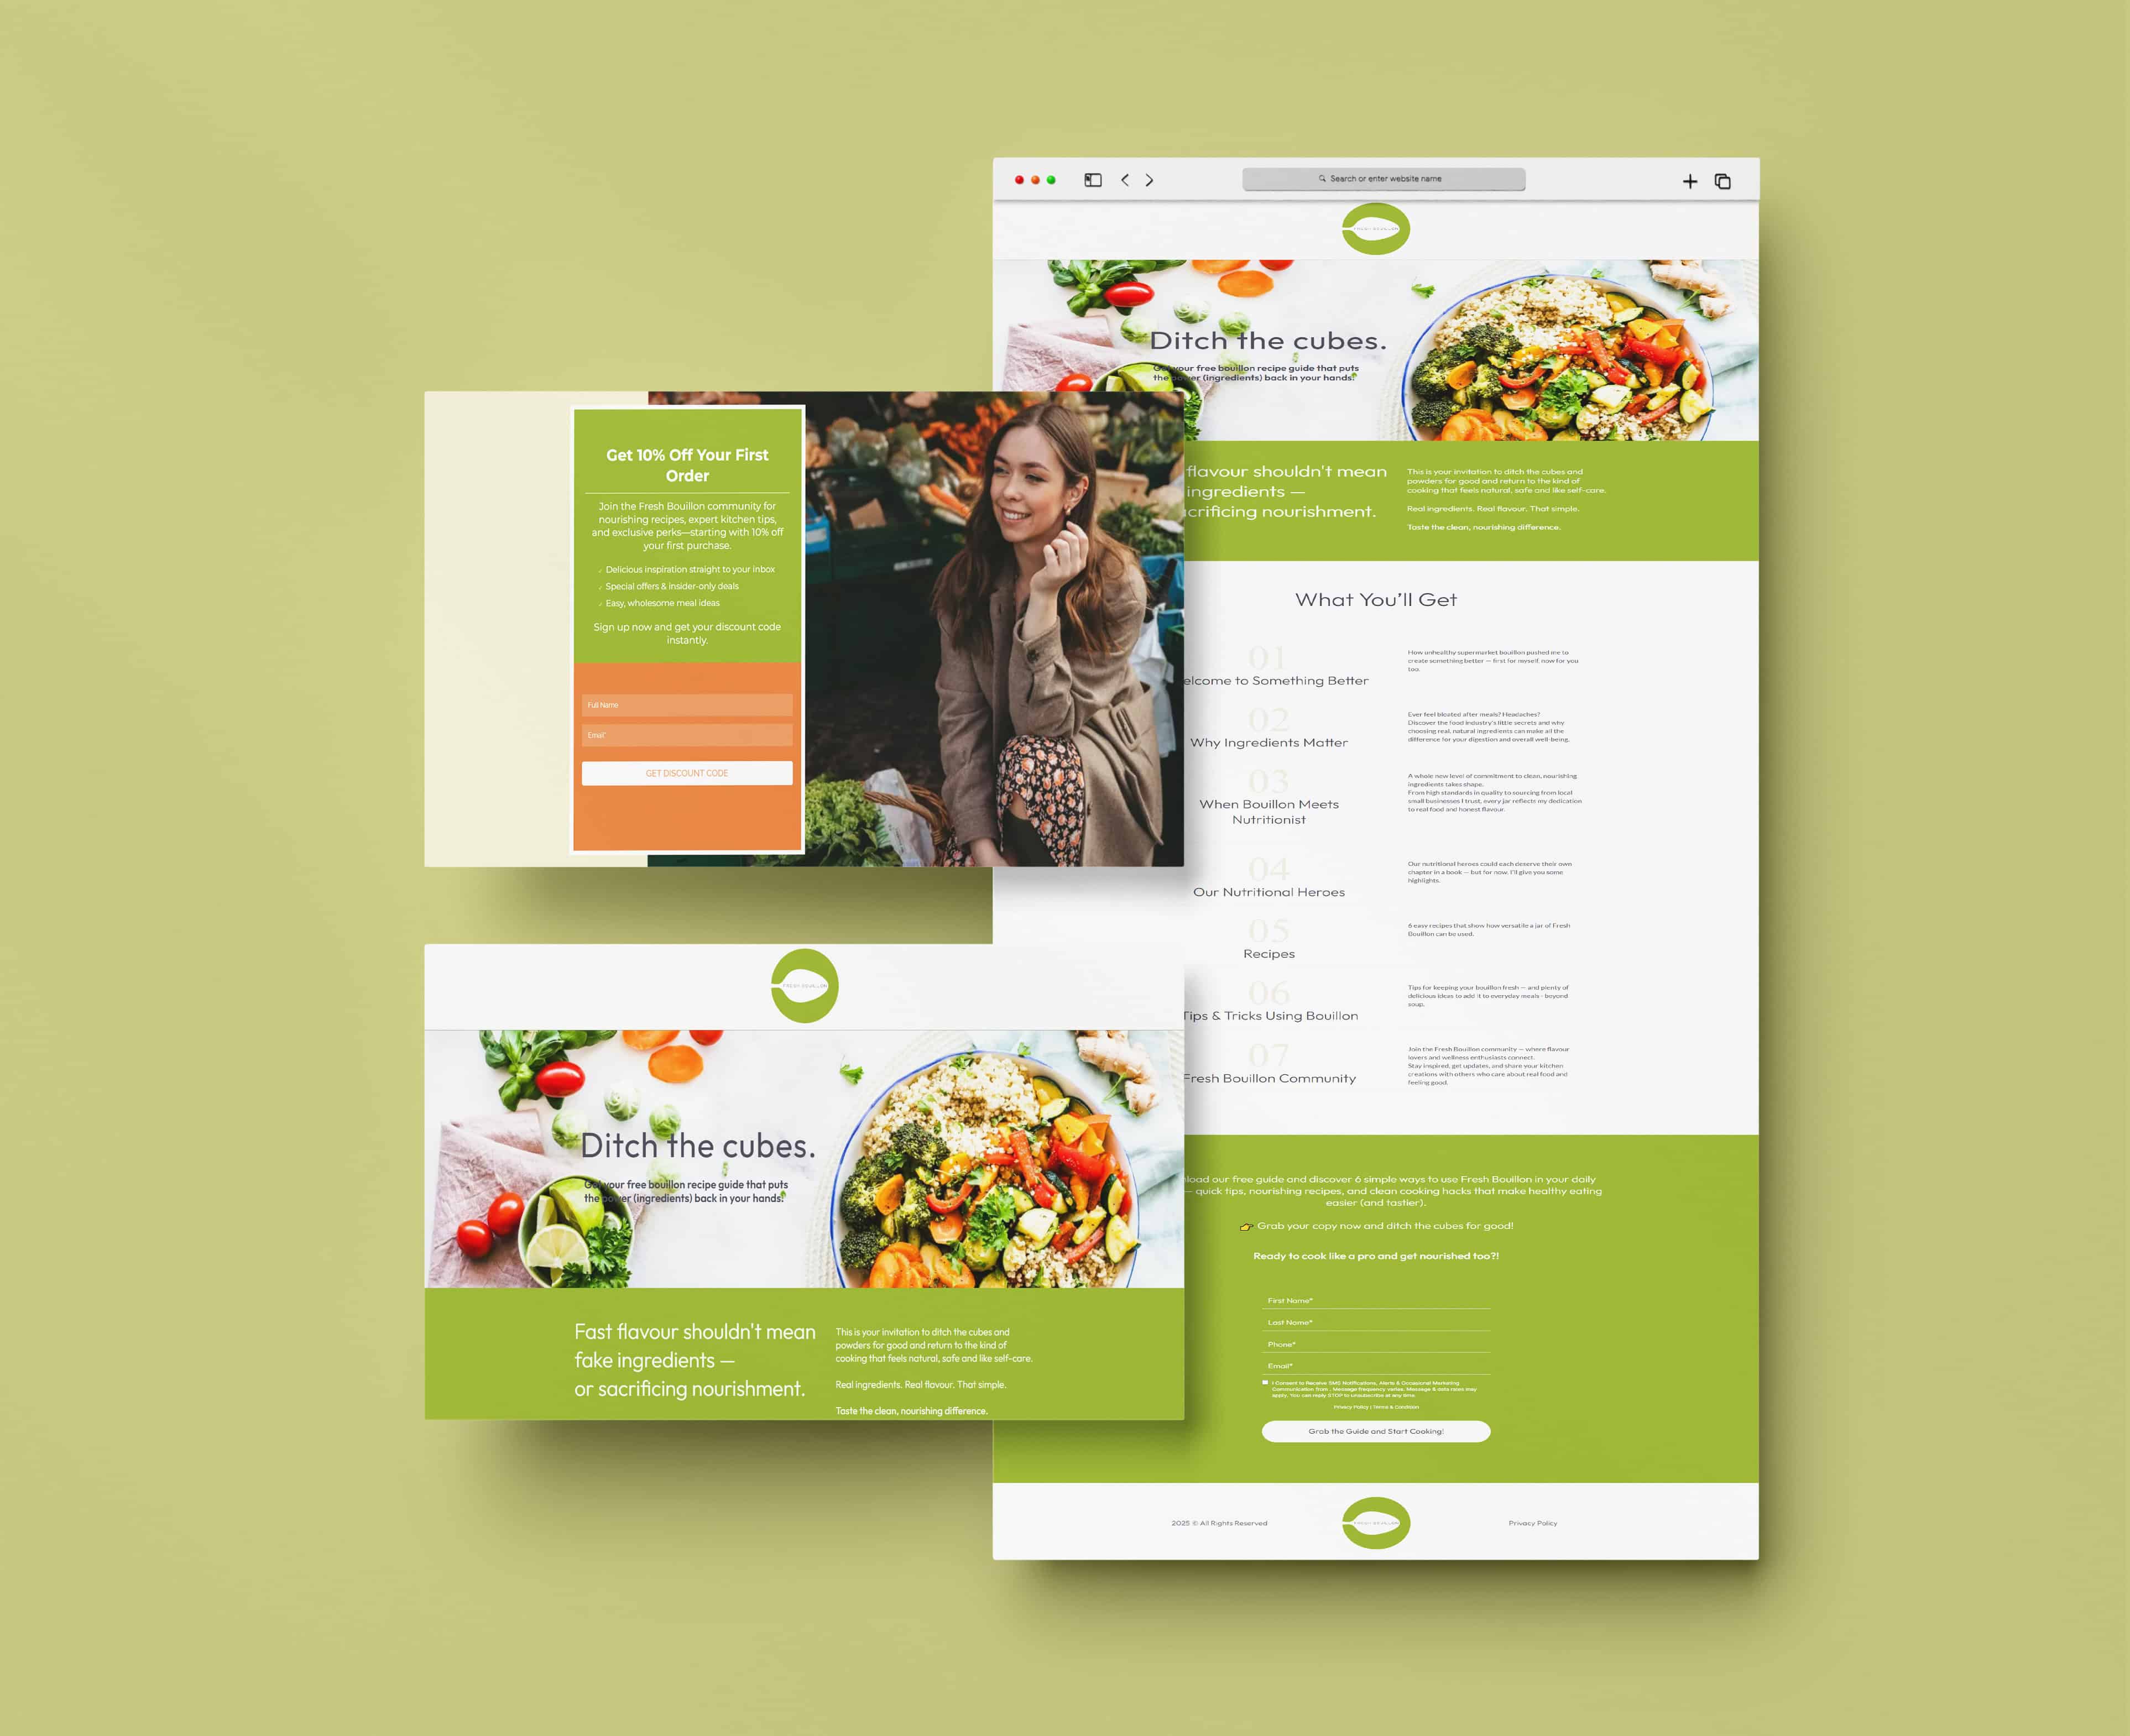 Search or enter website name
FRESH BOUILLON
Ditch the cubes.
Get your free bouillon recipe guide that puts
the power (ingredients) back in your hands!
flavour shouldn't mean
ingredients —
crificing nourishment.
This is your invitation to ditch the cubes and
powders for good and return to the kind of
cooking that feels natural, safe and like self-care.
Real ingredients. Real flavour. That simple.
Taste the clean, nourishing difference.
What You'll Get
01
elcome to Something Better
How unhealthy supermarket bouillon pushed me to
create something better — first for myself, now for you
too.
02
Why Ingredients Matter
Ever feel bloated after meals? Headaches?
Discover the food industry's little secrets and why
choosing real, natural ingredients can make all the
difference for your digestion and overall well-being.
03
When Bouillon Meets
Nutritionist
A whole new level of commitment to clean, nourishing
ingredients takes shape.
From high standards in quality to sourcing from local
small businesses I trust, every jar reflects my dedication
to real food and honest flavour.
04
Our Nutritional Heroes
Our nutritional heroes could each deserve their own
chapter in a book — but for now, I'll give you some
highlights.
05
Recipes
6 easy recipes that show how versatile a jar of Fresh
Bouillon can be used.
06
Tips & Tricks Using Bouillon
Tips for keeping your bouillon fresh — and plenty of
delicious ideas to add it to everyday meals - beyond
soup.
07
Fresh Bouillon Community
Join the Fresh Bouillon community — where flavour
lovers and wellness enthusiasts connect.
Stay inspired, get updates, and share your kitchen
creations with others who care about real food and
feeling good.
load our free guide and discover 6 simple ways to use Fresh Bouillon in your daily
— quick tips, nourishing recipes, and clean cooking hacks that make healthy eating
easier (and tastier).
👉 Grab your copy now and ditch the cubes for good!
Ready to cook like a pro and get nourished too?!
First Name*
Last Name*
Phone*
Email*
I Consent to Receive SMS Notifications, Alerts & Occasional Marketing
Communication from . Message frequency varies. Message & data rates may
apply. You can reply STOP to unsubscribe at any time.
Privacy Policy | Terms & Condition
Grab the Guide and Start Cooking!
2025 © All Rights Reserved
FRESH BOUILLON
Privacy Policy
Get 10% Off Your First
Order
Join the Fresh Bouillon community for
nourishing recipes, expert kitchen tips,
and exclusive perks—starting with 10% off
your first purchase.
✓ Delicious inspiration straight to your inbox
✓ Special offers & insider-only deals
✓ Easy, wholesome meal ideas
Sign up now and get your discount code
instantly.
Full Name
Email*
GET DISCOUNT CODE
FRESH BOUILLON
Ditch the cubes.
Get your free bouillon recipe guide that puts
the power (ingredients) back in your hands!
Fast flavour shouldn't mean
fake ingredients —
or sacrificing nourishment.
This is your invitation to ditch the cubes and
powders for good and return to the kind of
cooking that feels natural, safe and like self-care.
Real ingredients. Real flavour. That simple.
Taste the clean, nourishing difference.